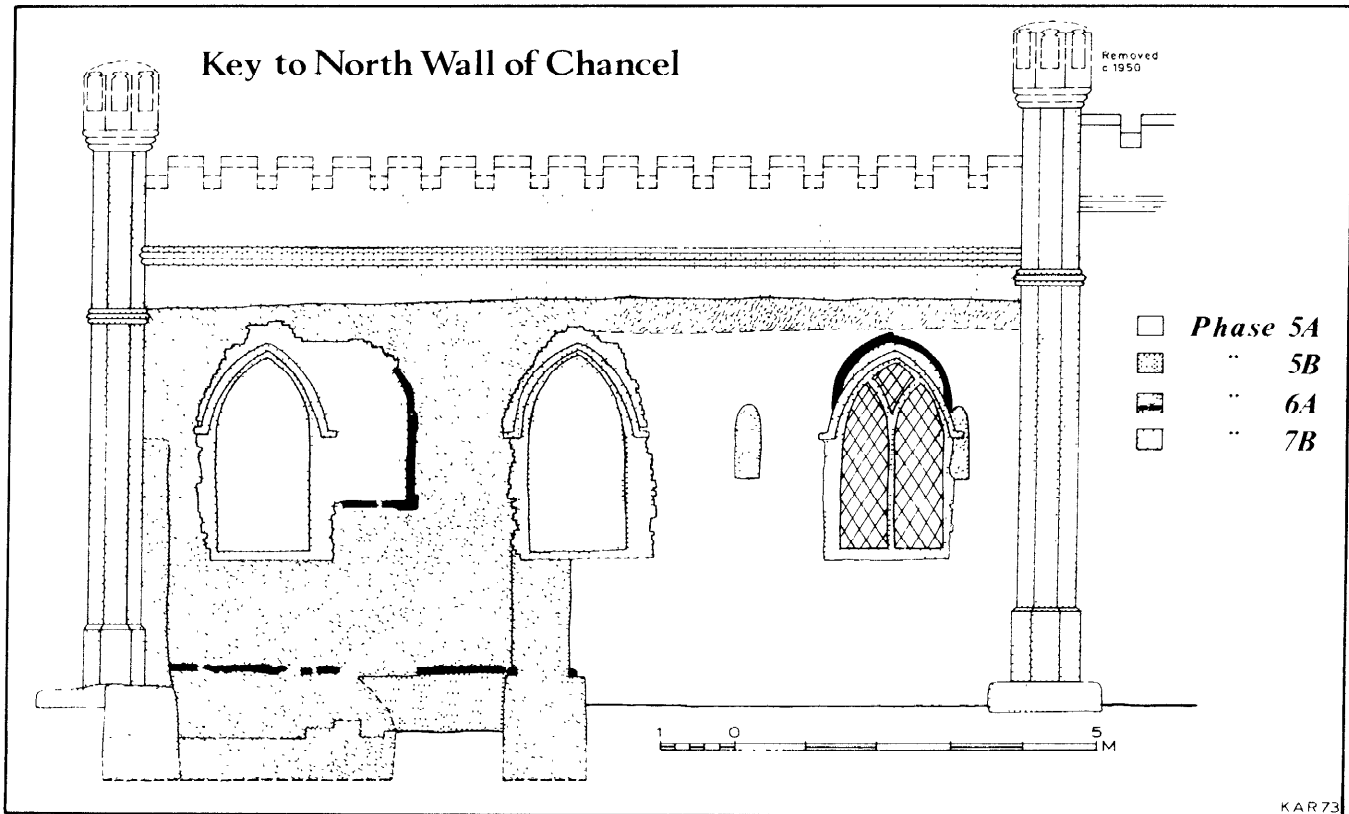 Key to North Wall of Chancel
Removed
c 1950
Phase 5A
" 5B
" 6A
" 7B
1 0 5
M
KAR73